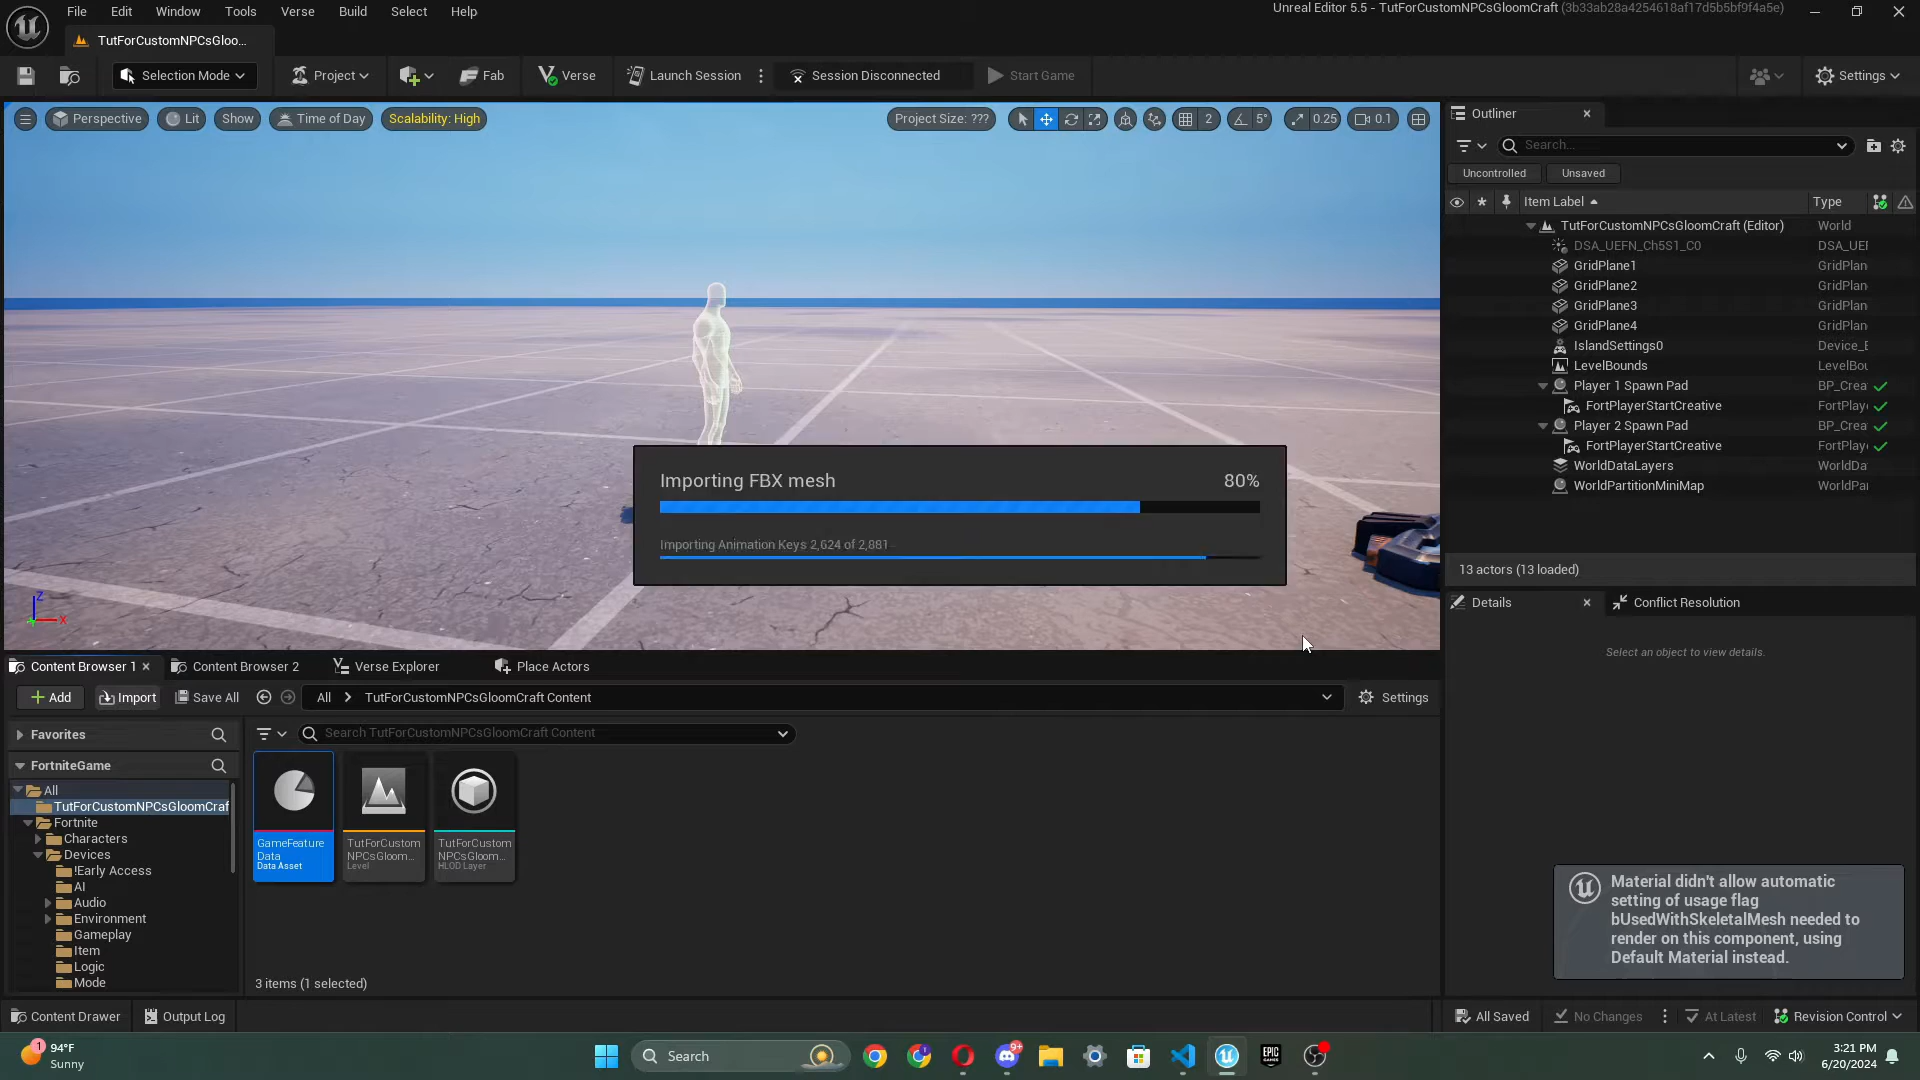 File Edit Window Tools Verse Build Select Help
Unreal Editor 5.5 - TutForCustomNPCsGloomCraft (3b33ab28a4254618af17d5b5bf9f4a5e)
TutForCustomNPCsGloo...
Selection Mode Project Fab Verse Launch Session Session Disconnected Start Game Settings
Perspective Lit Show Time of Day Scalability: High Project Size: ??? 2 5° 0.25 0.1
Outliner
Search...
Uncontrolled Unsaved
Item Label Type
TutForCustomNPCsGloomCraft (Editor) World
DSA_UEFN_Ch5S1_C0 DSA_UEF
GridPlane1 GridPlan
GridPlane2 GridPlan
GridPlane3 GridPlan
GridPlane4 GridPlan
IslandSettings0 Device_E
LevelBounds LevelBou
Player 1 Spawn Pad BP_Crea
FortPlayerStartCreative FortPlaye
Player 2 Spawn Pad BP_Crea
FortPlayerStartCreative FortPlaye
WorldDataLayers WorldDa
WorldPartitionMiniMap WorldPar
13 actors (13 loaded)
Importing FBX mesh 80%
Importing Animation Keys 2,624 of 2,881
Z
X
Details Conflict Resolution
Select an object to view details.
Content Browser 1 Content Browser 2 Verse Explorer Place Actors
Add Import Save All All TutForCustomNPCsGloomCraft Content Settings
Favorites
Search TutForCustomNPCsGloomCraft Content
FortniteGame
All
TutForCustomNPCsGloomCraf
Fortnite
Characters
Devices
!Early Access
AI
Audio
Environment
Gameplay
Item
Logic
Mode
GameFeature
Data
Data Asset
TutForCustom
NPCsGloom...
Level
TutForCustom
NPCsGloom...
HLOD Layer
3 items (1 selected)
Material didn't allow automatic
setting of usage flag
bUsedWithSkeletalMesh needed to
render on this component, using
Default Material instead.
Content Drawer Output Log All Saved No Changes At Latest Revision Control
1
94°F
Sunny
Search
9+
EPIC
GAMES
3:21 PM
6/20/2024